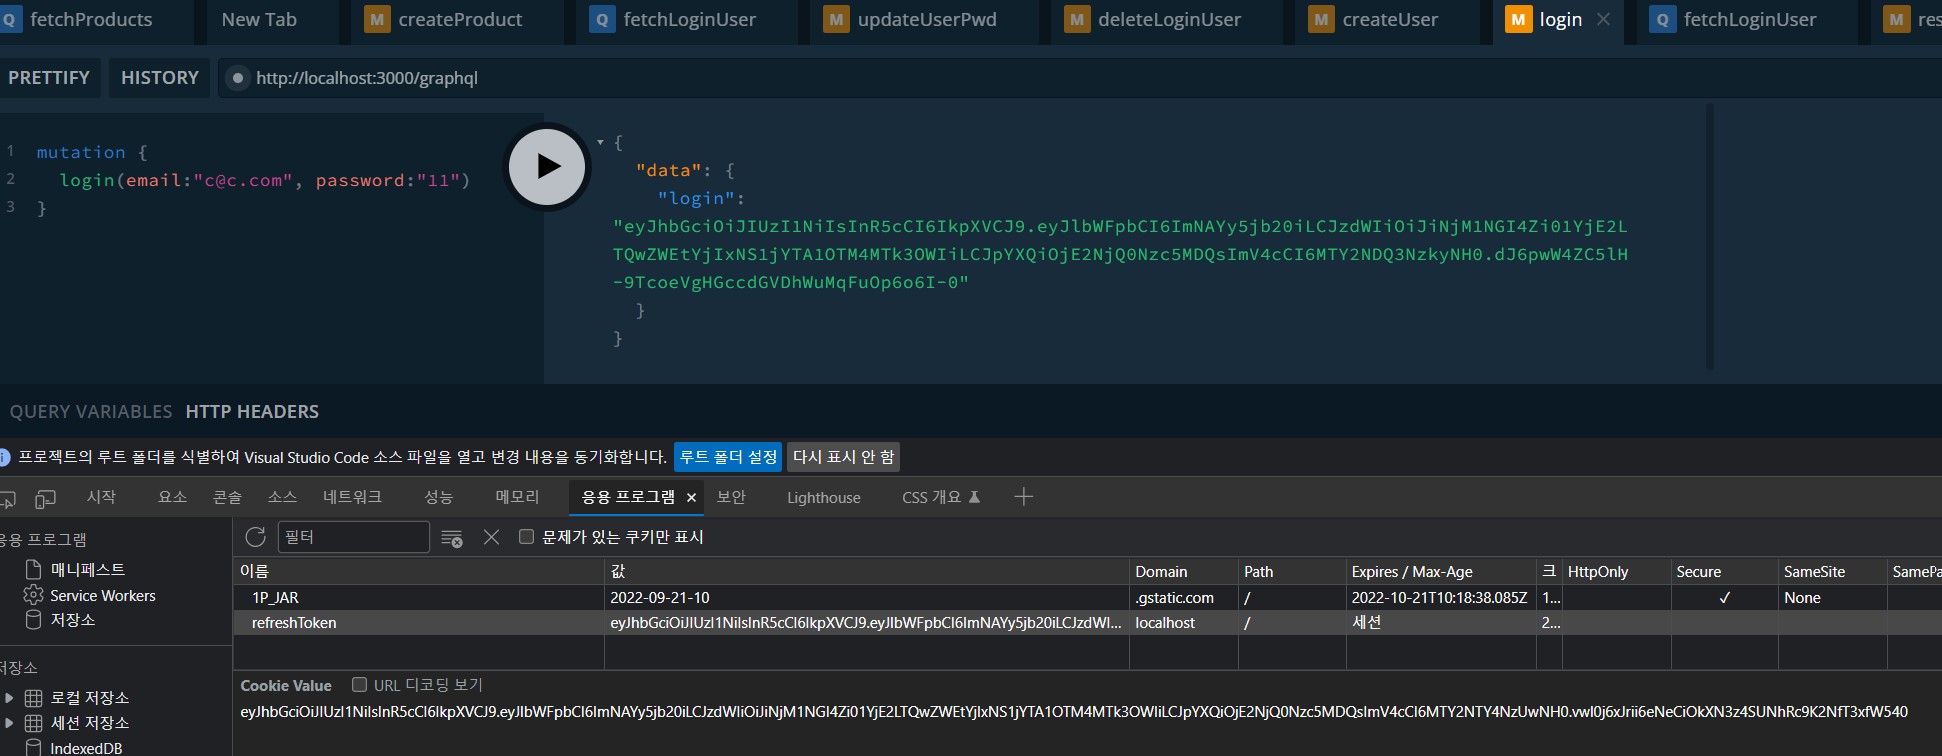 Q fetchProducts New Tab M createProduct Q fetchLoginUser M updateUserPwd M deleteLoginUser M createUser M login Q fetchLoginUser M res
PRETTIFY HISTORY http://localhost:3000/graphql
1 mutation {
2 login(email:"c@c.com", password:"11")
3 }
{
"data": {
"login":
"eyJhbGciOiJIUzI1NiIsInR5cCI6IkpXVCJ9.eyJlbWFpbCI6ImNAYy5jb20iLCJzdWIiOiJiNjM1NGI4Zi01YjE2L
TQwZWEtYjIxNS1jYTA1OTM4MTk3OWIiLCJpYXQiOjE2NjQ0Nzc5MDQsImV4cCI6MTY2NDQ3NzkyNH0.dJ6pwW4ZC5lH
-9TcoeVgHGccdGVDhWuMqFuOp6o6I-0"
}
}
QUERY VARIABLES HTTP HEADERS
프로젝트의 루트 폴더를 식별하여 Visual Studio Code 소스 파일을 열고 변경 내용을 동기화합니다. 루트 폴더 설정 다시 표시 안 함
시작 요소 콘솔 소스 네트워크 성능 메모리 응용 프로그램 보안 Lighthouse CSS 개요
응용 프로그램
매니페스트
Service Workers
저장소
저장소
로컬 저장소
세션 저장소
IndexedDB
필터 문제가 있는 쿠키만 표시
이름 값 Domain Path Expires / Max-Age 크 HttpOnly Secure SameSite SamePa
1P_JAR 2022-09-21-10 .gstatic.com / 2022-10-21T10:18:38.085Z 1... ✓ None
refreshToken eyJhbGciOiJIUzI1NiIsInR5cCI6IkpXVCJ9.eyJlbWFpbCI6ImNAYy5jb20iLCJzdWI... localhost / 세션 2...
Cookie Value URL 디코딩 보기
eyJhbGciOiJIUzI1NiIsInR5cCI6IkpXVCJ9.eyJlbWFpbCI6ImNAYy5jb20iLCJzdWIiOiJiNjM1NGI4Zi01YjE2LTQwZWEtYjIxNS1jYTA1OTM4MTk3OWIiLCJpYXQiOjE2NjQ0Nzc5MDQsImV4cCI6MTY2NTY4NzUwNH0.vwl0j6xJrii6eNeCiOkXN3z4SUNhRc9K2NfT3xfW540